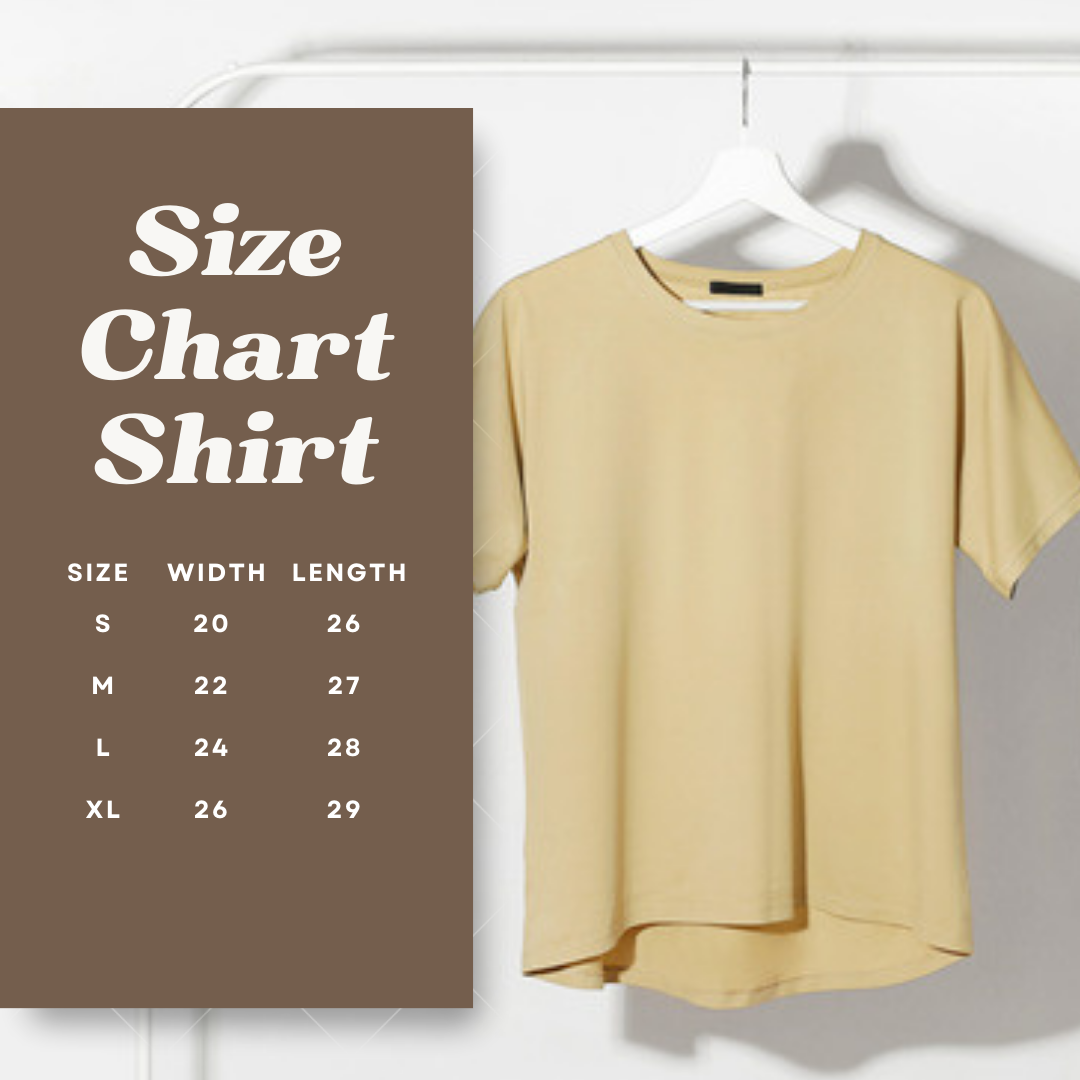 Size
Chart
Shirt
SIZE WIDTH LENGTH
S 20 26
M 22 27
L 24 28
XL 26 29